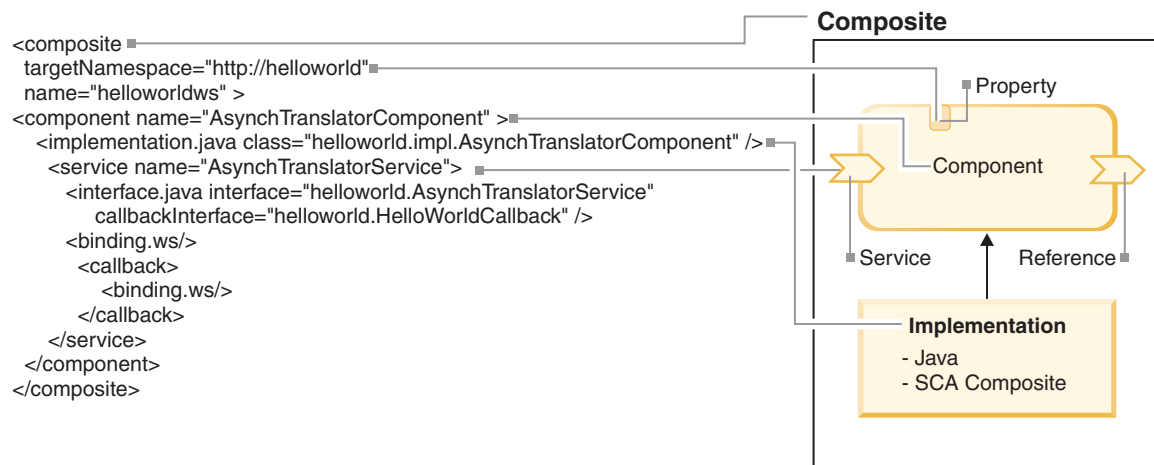 Composite
<composite
targetNamespace="http://helloworld"
name="helloworldws" >
<component name="AsynchTranslatorComponent" >
<implementation.java class="helloworld.impl.AsynchTranslatorComponent" />
<service name="AsynchTranslatorService">
<interface.java interface="helloworld.AsynchTranslatorService"
callbackInterface="helloworld.HelloWorldCallback" />
<binding.ws/>
<callback>
<binding.ws/>
</callback>
</service>
</component>
</composite>
Property
Component
Service
Reference
Implementation
- Java
- SCA Composite